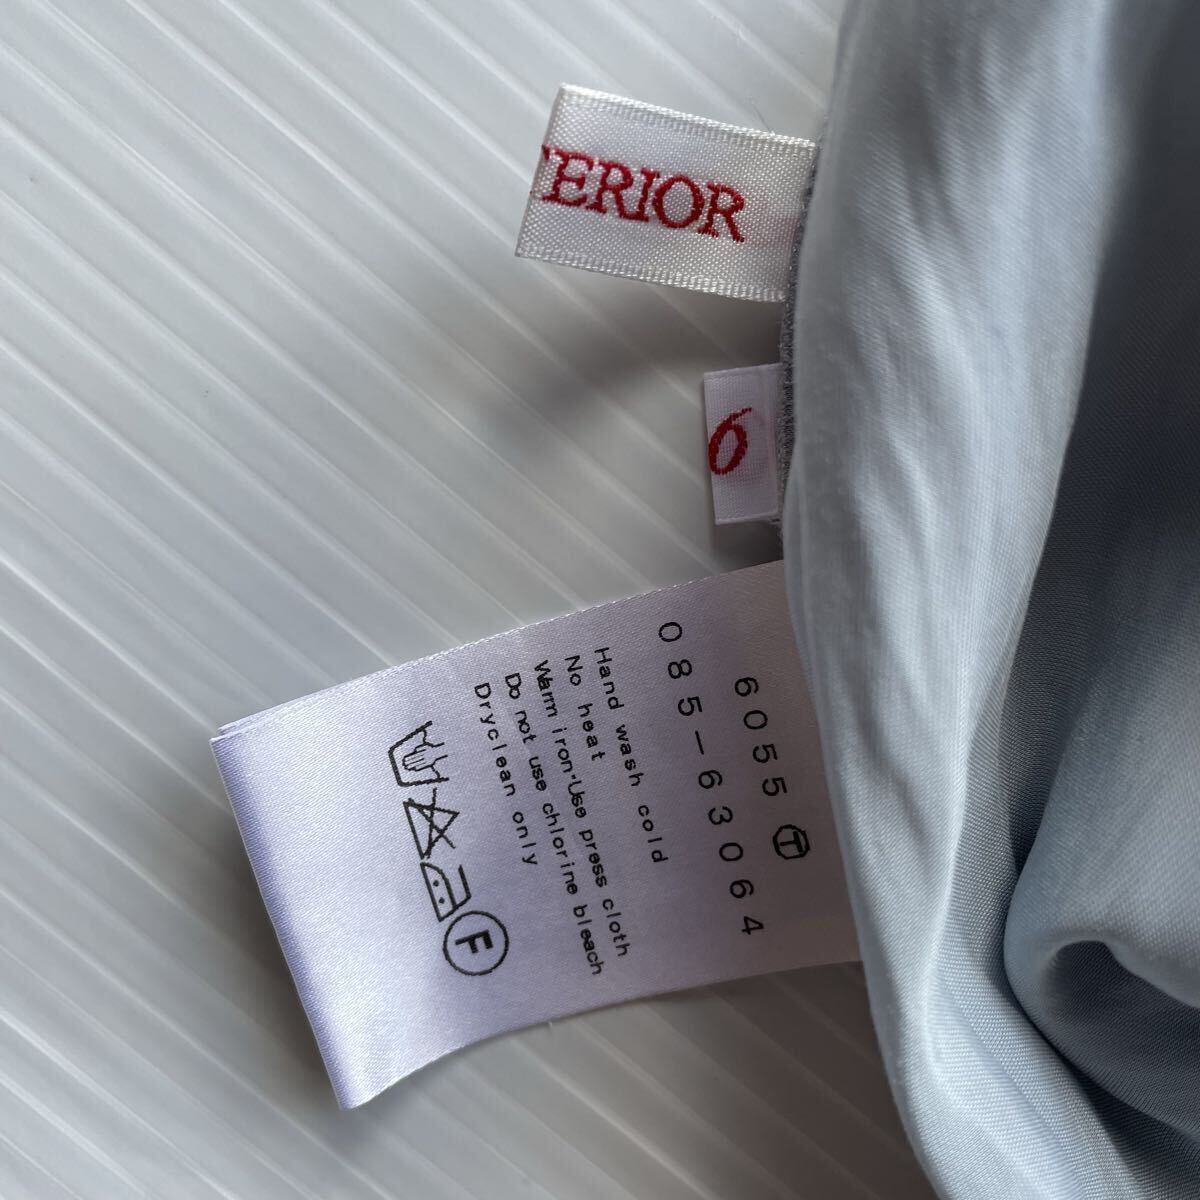 TERIOR
6
6055 T
085-63064
Hand wash cold
No heat
Warm iron·Use press cloth
Do not use chlorine bleach
Dryclean only
F